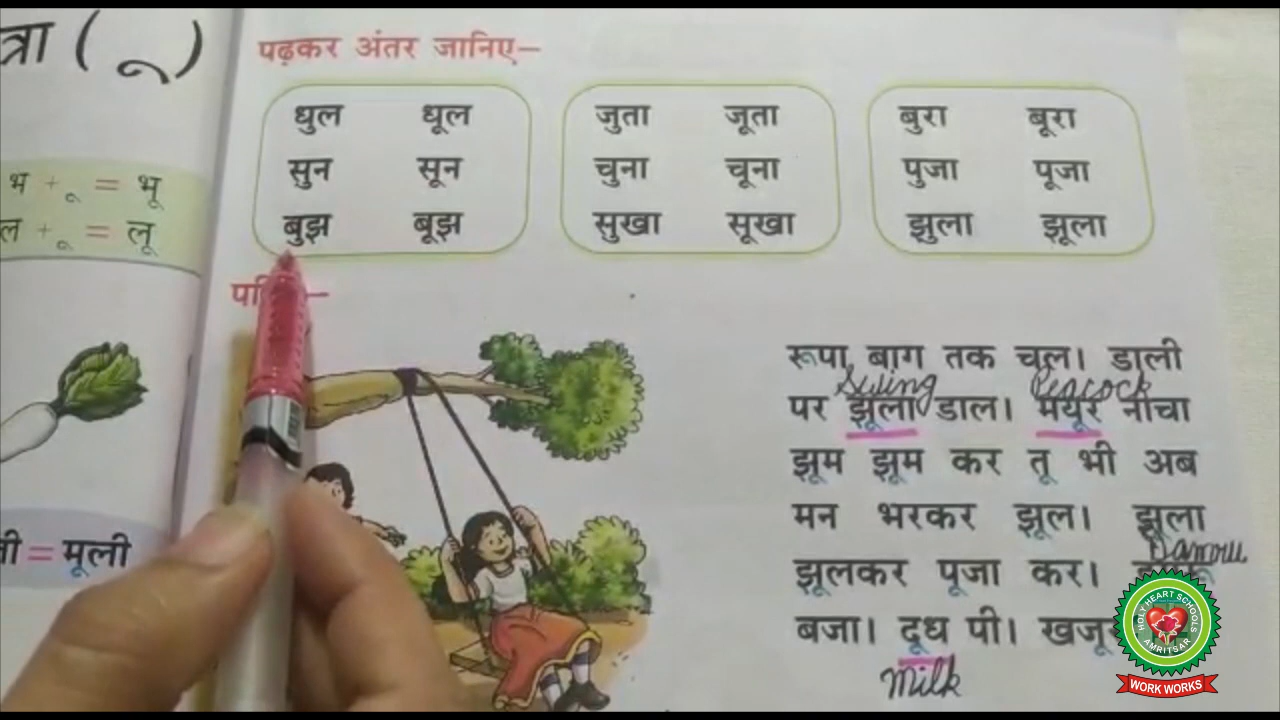 त्रा ( ू )
भ + ू = भू
ल + ू = लू
= मूली
पढ़कर अंतर जानिए–
धुल धूल
सुन सून
बुझ बूझ
जुता जूता
चुना चूना
सुखा सूखा
बुरा बूरा
पुजा पूजा
झुला झूला
रूपा बाग तक चल। डाली
Swing Peacock
पर झूला डाल। मयूर नाचा
झूम झूम कर तू भी अब
मन भरकर झूल। झूला
Damru
झूलकर पूजा कर।
बजा। दूध पी।
Milk
HOLY HEART SCHOOLS
AMRITSAR
WORK WORKS